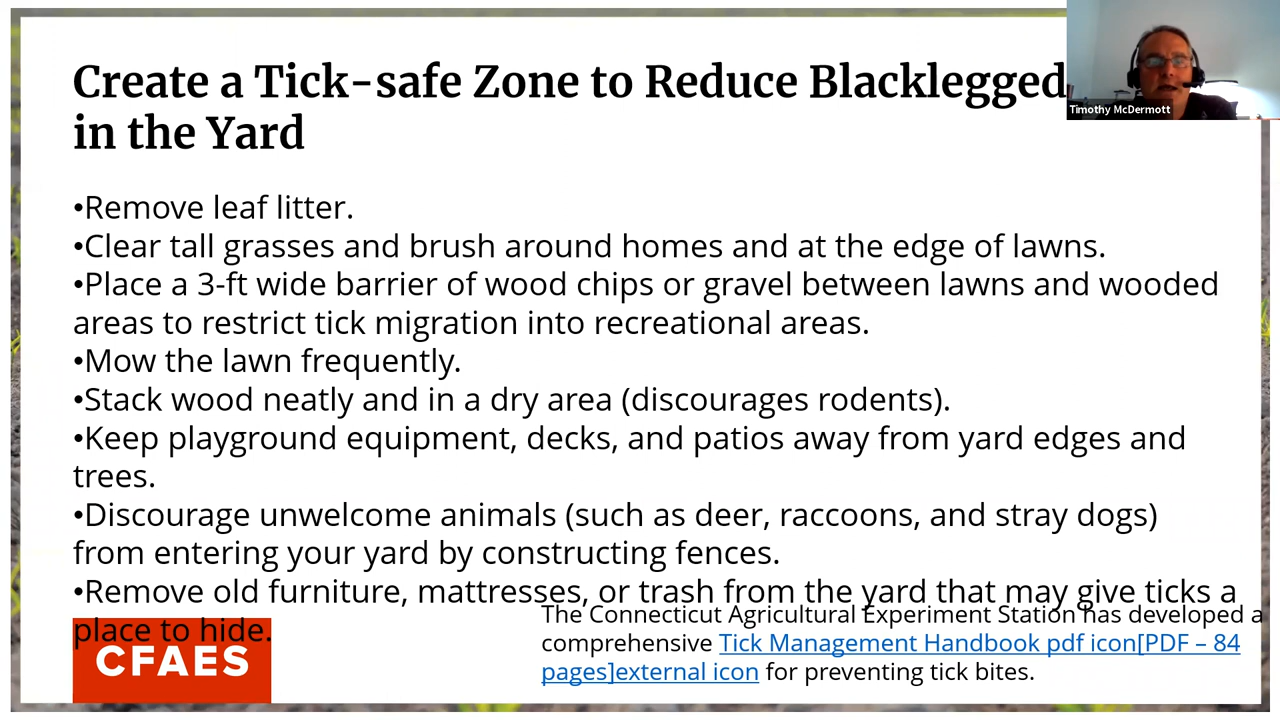 Create a Tick-safe Zone to Reduce Blacklegged
in the Yard
Timothy McDermott
•Remove leaf litter.
•Clear tall grasses and brush around homes and at the edge of lawns.
•Place a 3-ft wide barrier of wood chips or gravel between lawns and wooded
areas to restrict tick migration into recreational areas.
•Mow the lawn frequently.
•Stack wood neatly and in a dry area (discourages rodents).
•Keep playground equipment, decks, and patios away from yard edges and
trees.
•Discourage unwelcome animals (such as deer, raccoons, and stray dogs)
from entering your yard by constructing fences.
•Remove old furniture, mattresses, or trash from the yard that may give ticks a
place to hide.
CFAES
The Connecticut Agricultural Experiment Station has developed a
comprehensive Tick Management Handbook pdf icon[PDF – 84
pages]external icon for preventing tick bites.